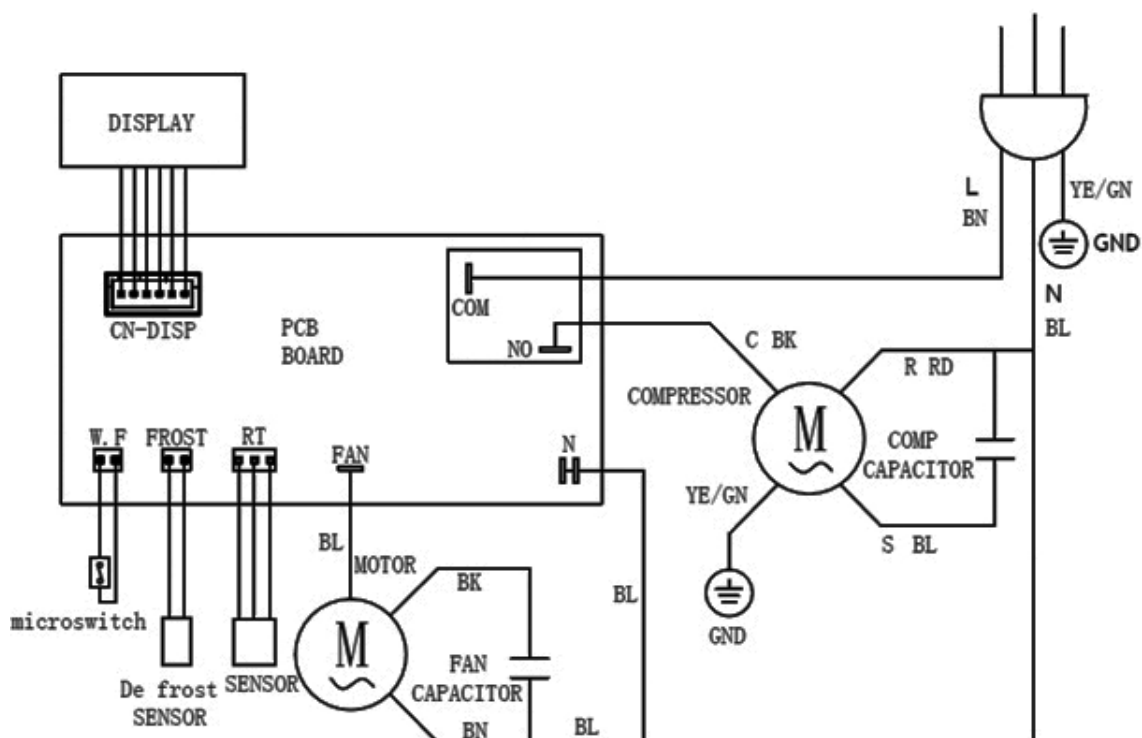 DISPLAY
L
BN
YE/GN
GND
N
BL
CN-DISP
PCB
BOARD
COM
NO
C BK
COMPRESSOR
M
R RD
COMP
CAPACITOR
YE/GN
S BL
GND
W.F
FROST
RT
FAN
N
BL
MOTOR
BK
BL
microswitch
De frost
SENSOR
SENSOR
M
FAN
CAPACITOR
BN
BL